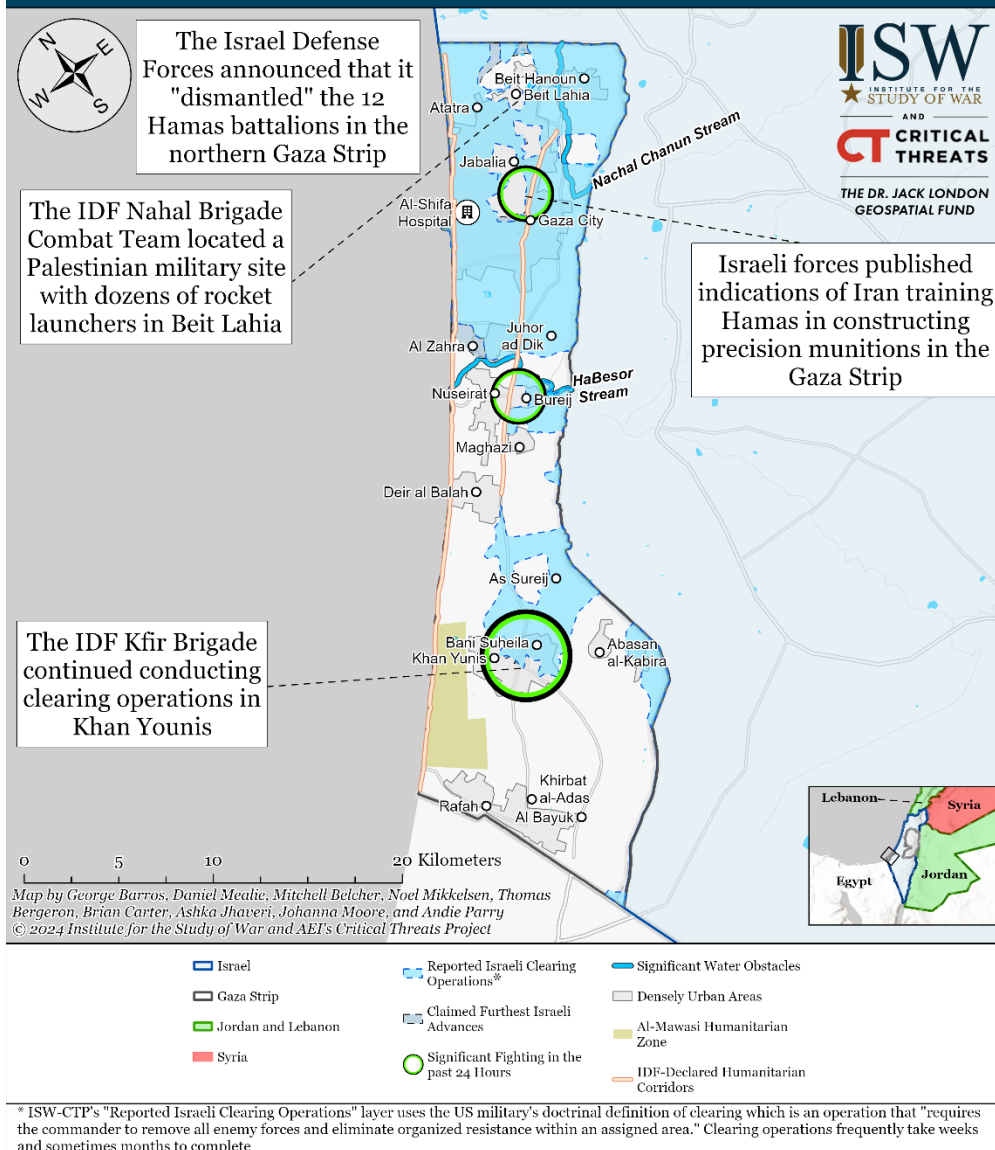 N
E
W
S
The Israel Defense
Forces announced that it
"dismantled" the 12
Hamas battalions in the
northern Gaza Strip
ISW
INSTITUTE FOR THE
STUDY OF WAR
AND
CT CRITICAL
THREATS
THE DR. JACK LONDON
GEOSPATIAL FUND
The IDF Nahal Brigade
Combat Team located a
Palestinian military site
with dozens of rocket
launchers in Beit Lahia
Israeli forces published
indications of Iran training
Hamas in constructing
precision munitions in the
Gaza Strip
Beit Hanoun
Beit Lahia
Atatra
Jabalia
Nachal Chanun Stream
Al-Shifa
Hospital
Gaza City
Juhor
ad Dik
Al Zahra
HaBesor
Stream
Nuseirat
Bureij
Maghazi
Deir al Balah
As Sureij
The IDF Kfir Brigade
continued conducting
clearing operations in
Khan Younis
Bani Suheila
Khan Yunis
Abasan
al-Kabira
Khirbat
al-Adas
Rafah
Al Bayuk
Lebanon
Syria
Jordan
Egypt
0 5 10 20 Kilometers
Map by George Barros, Daniel Mealie, Mitchell Belcher, Noel Mikkelsen, Thomas
Bergeron, Brian Carter, Ashka Jhaveri, Johanna Moore, and Andie Parry
© 2024 Institute for the Study of War and AEI's Critical Threats Project
Israel
Gaza Strip
Jordan and Lebanon
Syria
Reported Israeli Clearing
Operations*
Claimed Furthest Israeli
Advances
Significant Fighting in the
past 24 Hours
Significant Water Obstacles
Densely Urban Areas
Al-Mawasi Humanitarian
Zone
IDF-Declared Humanitarian
Corridors
* ISW-CTP's "Reported Israeli Clearing Operations" layer uses the US military's doctrinal definition of clearing which is an operation that "requires
the commander to remove all enemy forces and eliminate organized resistance within an assigned area." Clearing operations frequently take weeks
and sometimes months to complete